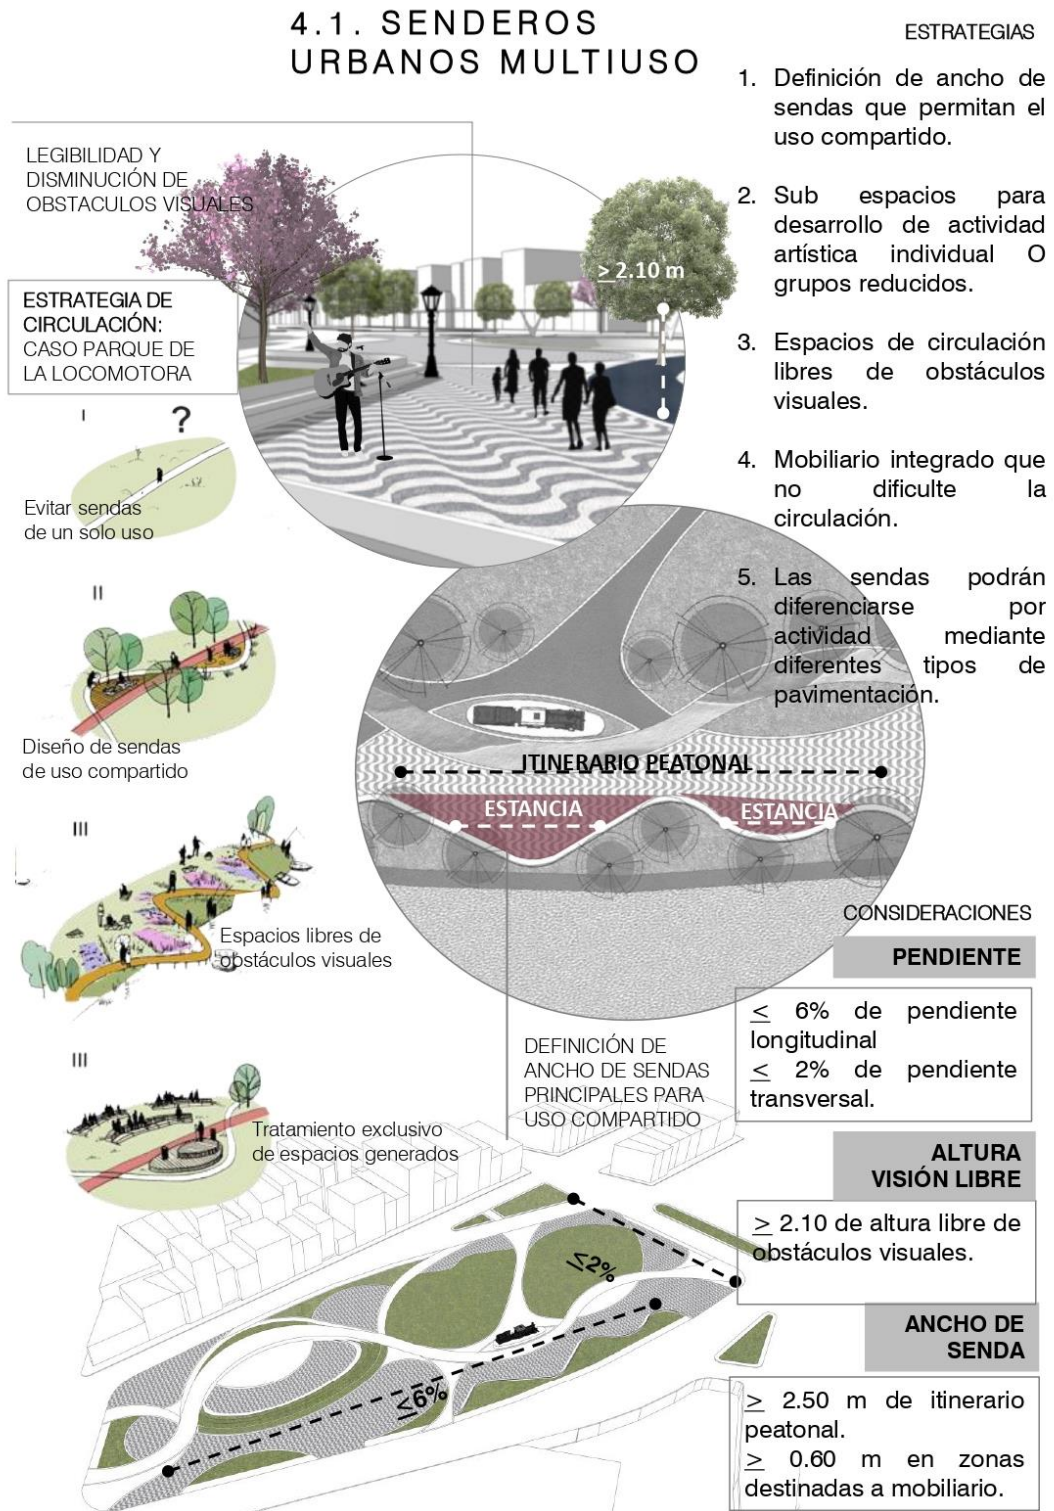 4.1. SENDEROS
URBANOS MULTIUSO
ESTRATEGIAS
1. Definición de ancho de
sendas que permitan el
uso compartido.
2. Sub espacios para
desarrollo de actividad
artística individual O
grupos reducidos.
3. Espacios de circulación
libres de obstáculos
visuales.
4. Mobiliario integrado que
no dificulte la
circulación.
5. Las sendas podrán
diferenciarse por
actividad mediante
diferentes tipos de
pavimentación.
LEGIBILIDAD Y
DISMINUCIÓN DE
OBSTACULOS VISUALES
≥ 2.10 m
ESTRATEGIA DE
CIRCULACIÓN:
CASO PARQUE DE
LA LOCOMOTORA
I
?
Evitar sendas
de un solo uso
II
Diseño de sendas
de uso compartido
III
Espacios libres de
obstáculos visuales
III
Tratamiento exclusivo
de espacios generados
ITINERARIO PEATONAL
ESTANCIA
ESTANCIA
DEFINICIÓN DE
ANCHO DE SENDAS
PRINCIPALES PARA
USO COMPARTIDO
≤2%
≤6%
CONSIDERACIONES
PENDIENTE
≤ 6% de pendiente
longitudinal
≤ 2% de pendiente
transversal.
ALTURA
VISIÓN LIBRE
≥ 2.10 de altura libre de
obstáculos visuales.
ANCHO DE
SENDA
≥ 2.50 m de itinerario
peatonal.
≥ 0.60 m en zonas
destinadas a mobiliario.